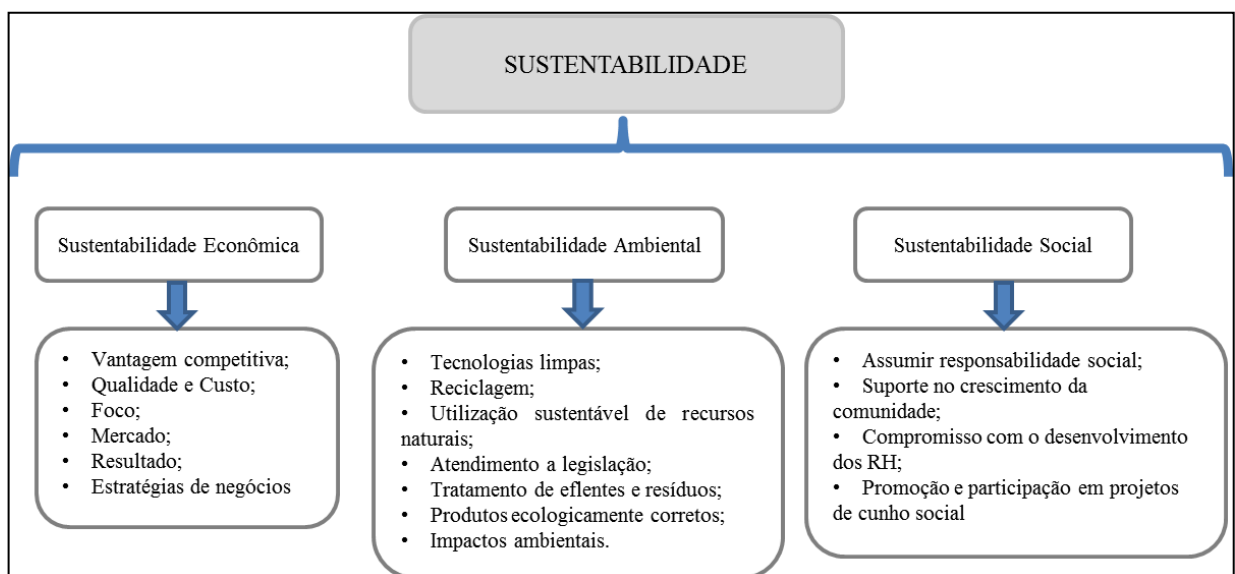 SUSTENTABILIDADE
Sustentabilidade Econômica
• Vantagem competitiva;
• Qualidade e Custo;
• Foco;
• Mercado;
• Resultado;
• Estratégias de negócios
Sustentabilidade Ambiental
• Tecnologias limpas;
• Reciclagem;
• Utilização sustentável de recursos
naturais;
• Atendimento a legislação;
• Tratamento de eflentes e resíduos;
• Produtos ecologicamente corretos;
• Impactos ambientais.
Sustentabilidade Social
• Assumir responsabilidade social;
• Suporte no crescimento da
comunidade;
• Compromisso com o desenvolvimento
dos RH;
• Promoção e participação em projetos
de cunho social